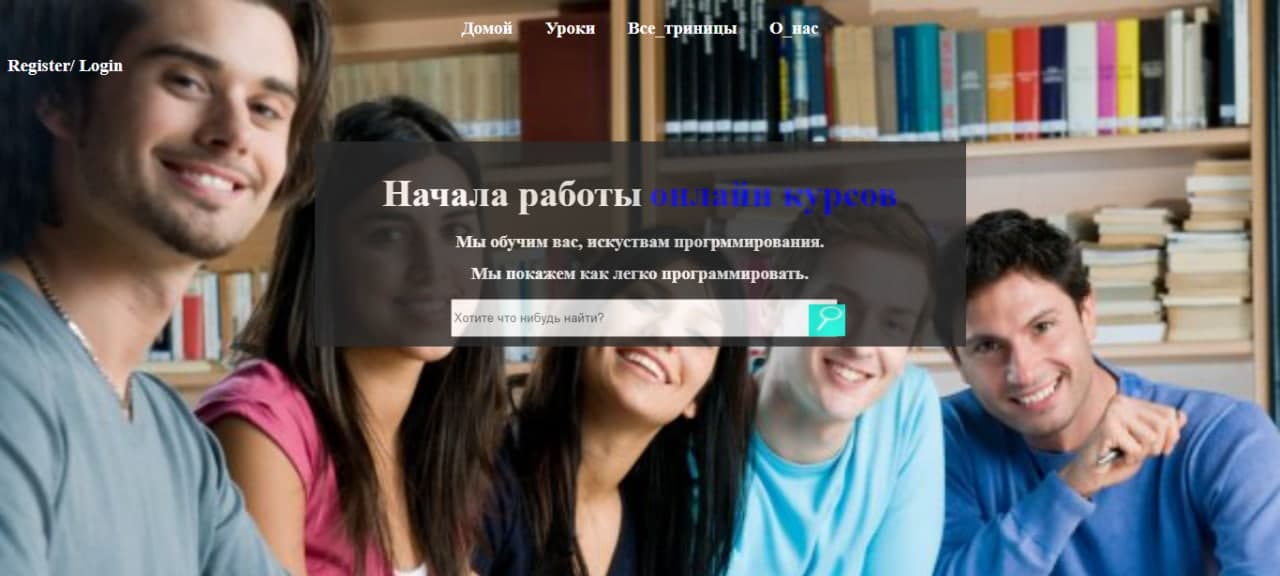 Домой Уроки Все_триницы О_нас
Register/ Login
Начала работы онлайн курсов
Мы обучим вас, искуствам прогрммирования.
Мы покажем как легко программировать.
Хотите что нибудь найти?